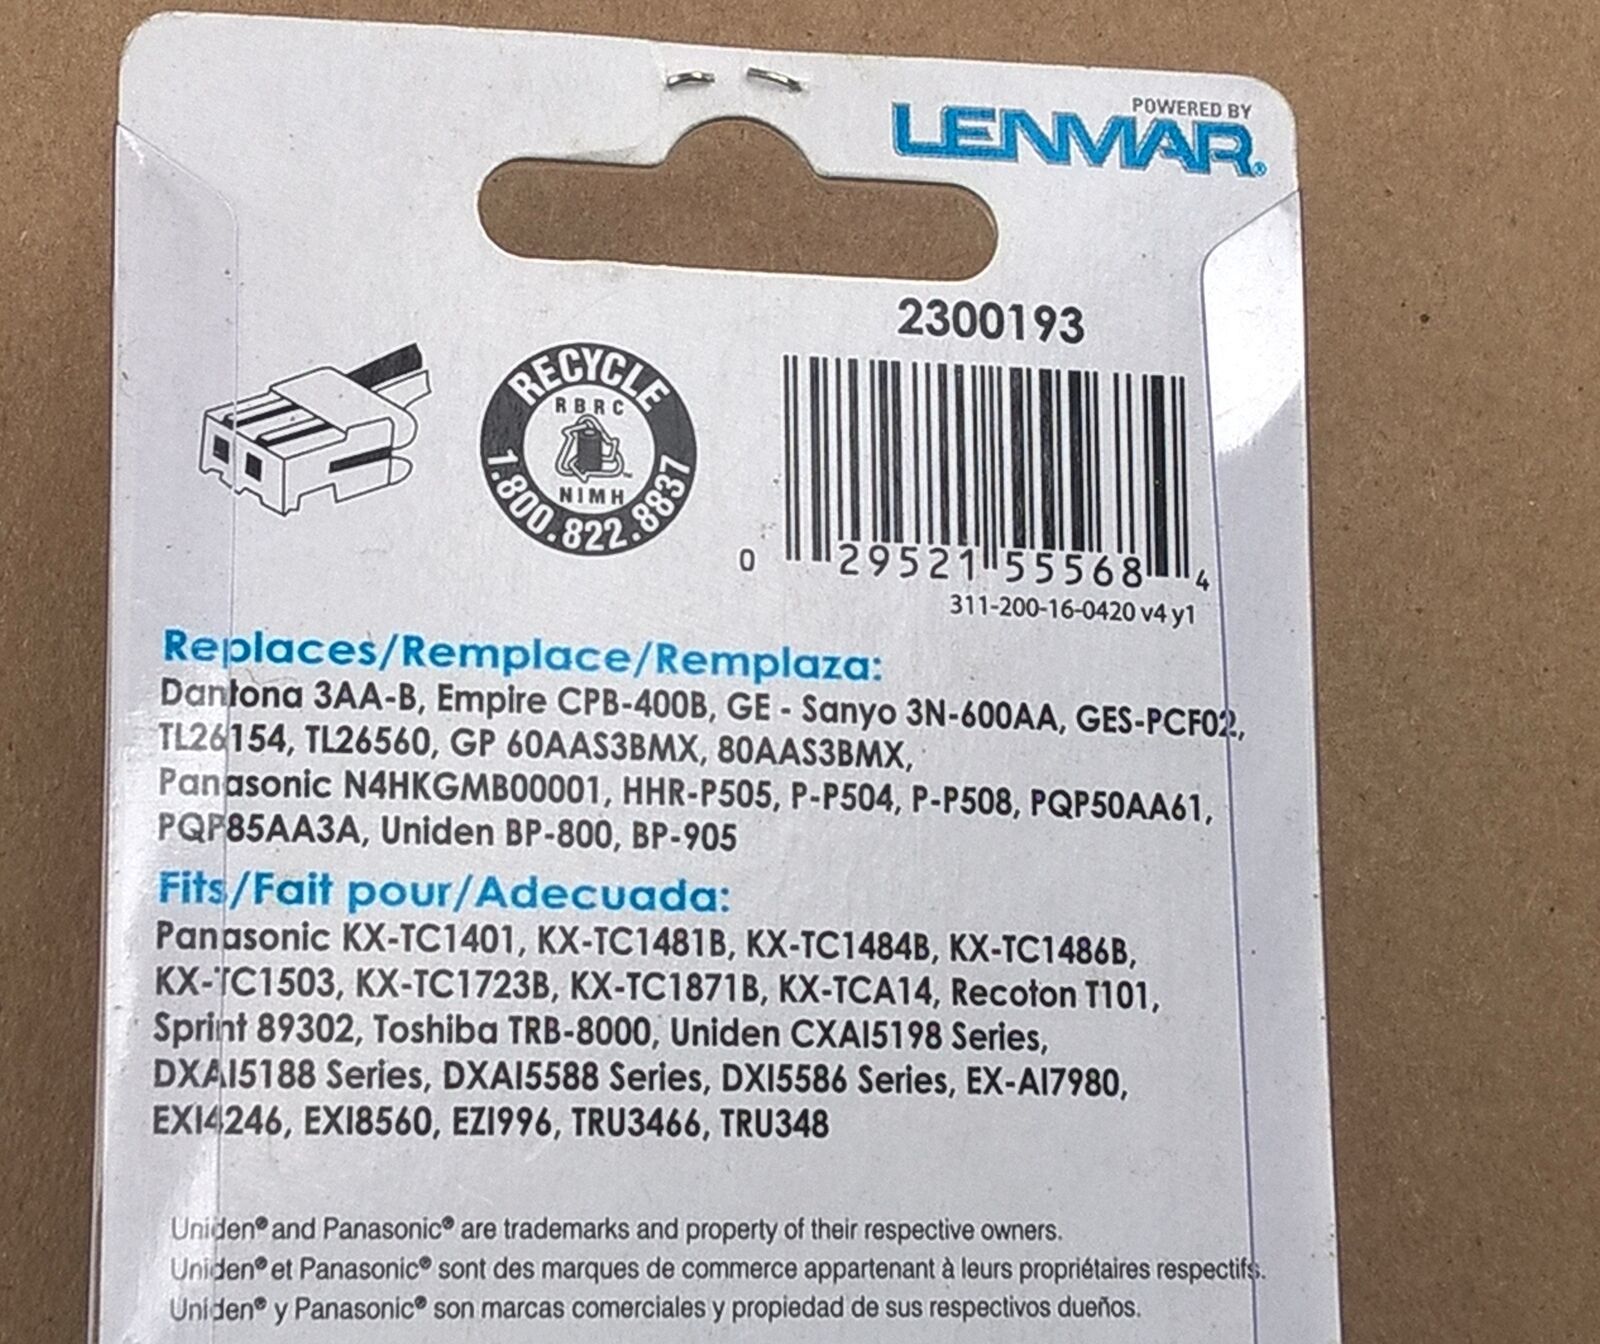 POWERED BY
LENMAR®
2300193
RECYCLE
RBRC
NIMH
1.800.822.8837
0 29521 55568 4
311-200-16-0420 v4 y1
Replaces/Remplace/Remplaza:
Dantona 3AA-B, Empire CPB-400B, GE - Sanyo 3N-600AA, GES-PCF02,
TL26154, TL26560, GP 60AAS3BMX, 80AAS3BMX,
Panasonic N4HKGMB00001, HHR-P505, P-P504, P-P508, PQP50AA61,
PQP85AA3A, Uniden BP-800, BP-905
Fits/Fait pour/Adecuada:
Panasonic KX-TC1401, KX-TC1481B, KX-TC1484B, KX-TC1486B,
KX-TC1503, KX-TC1723B, KX-TC1871B, KX-TCA14, Recoton T101,
Sprint 89302, Toshiba TRB-8000, Uniden CXAI5198 Series,
DXAI5188 Series, DXAI5588 Series, DXI5586 Series, EX-AI7980,
EXI4246, EXI8560, EZI996, TRU3466, TRU348
Uniden® and Panasonic® are trademarks and property of their respective owners.
Uniden® et Panasonic® sont des marques de commerce appartenant à leurs propriétaires respectifs.
Uniden® y Panasonic® son marcas comerciales y propiedad de sus respectivos dueños.